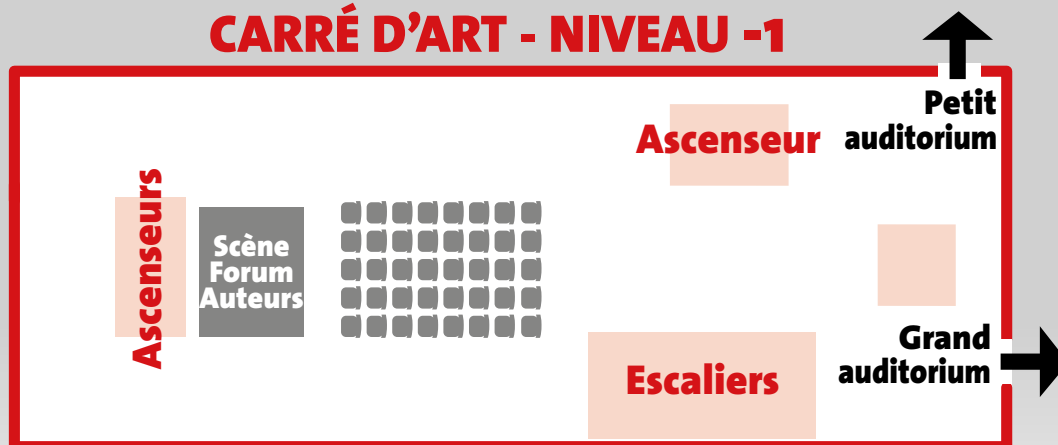 CARRÉ D'ART - NIVEAU -1
Petit
auditorium
Ascenseur
Ascenseurs
Scène
Forum
Auteurs
Grand
auditorium
Escaliers